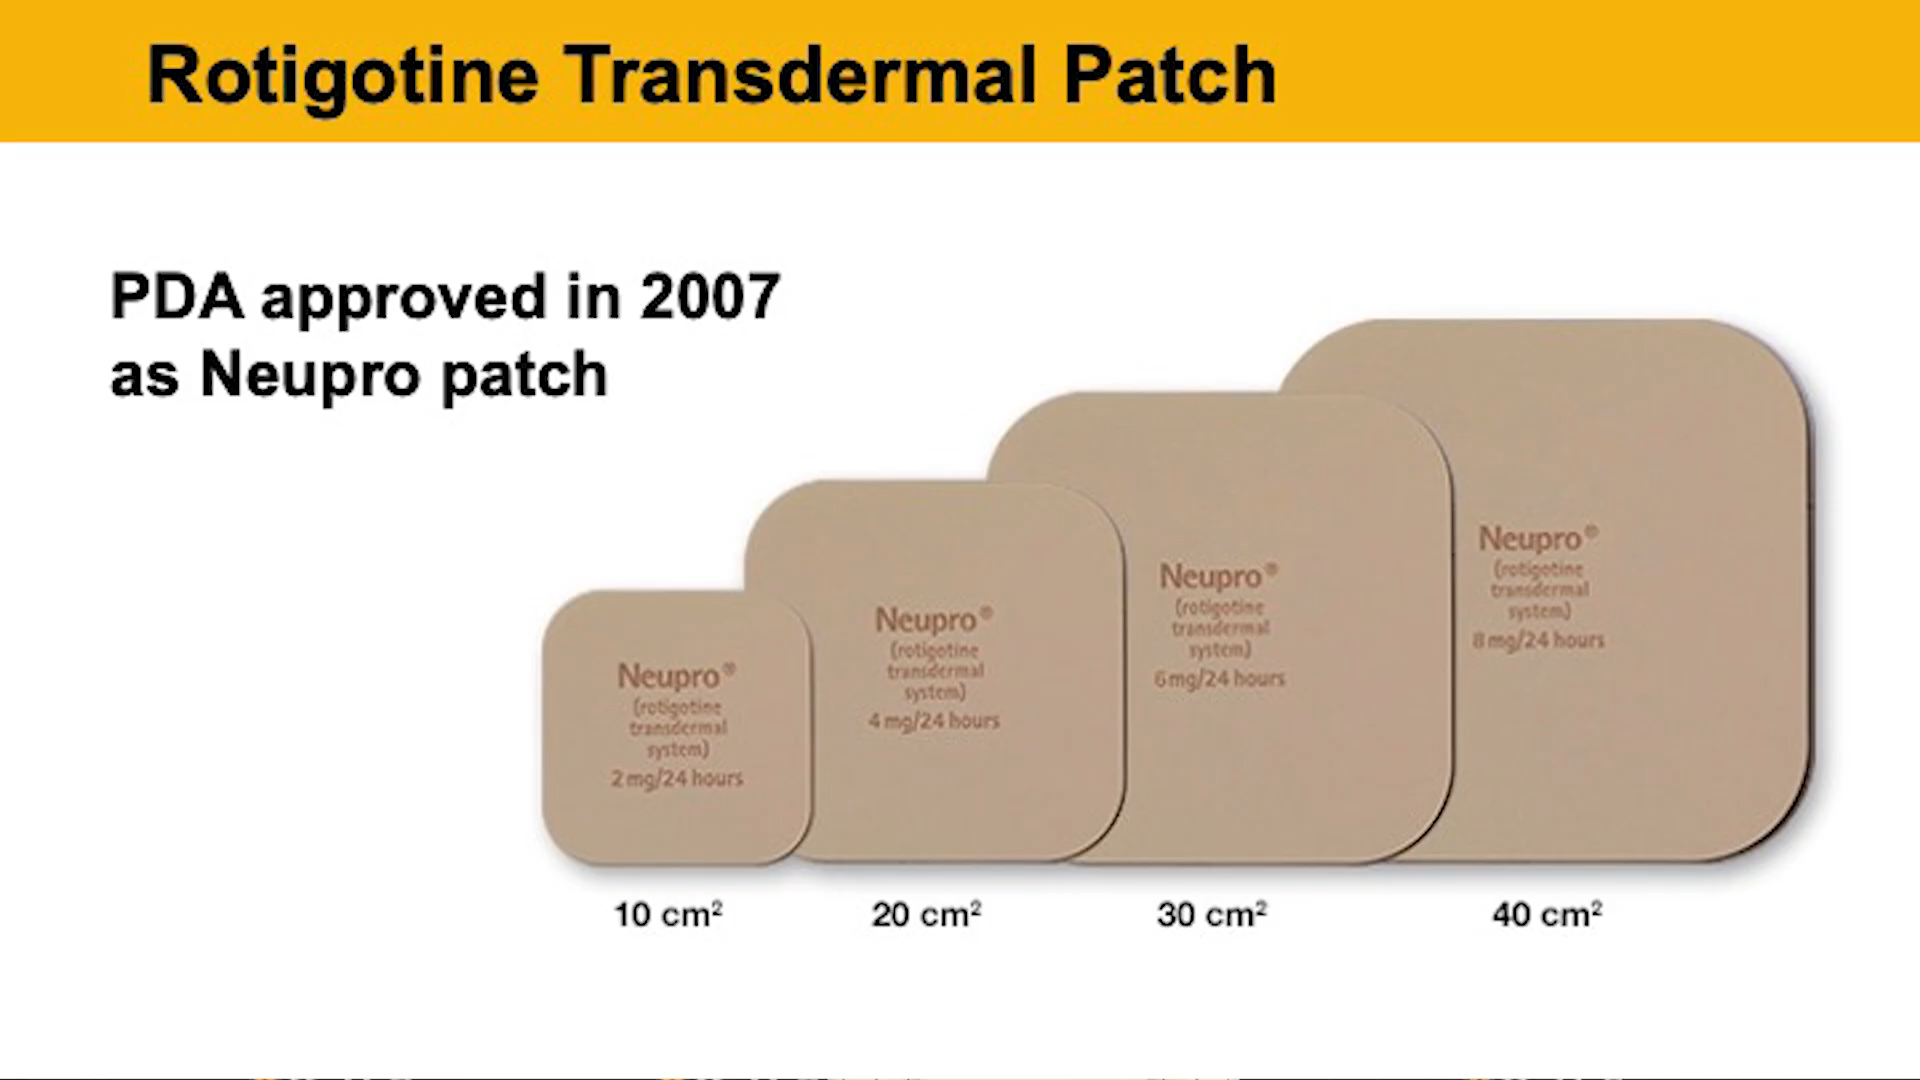 Rotigotine Transdermal Patch
PDA approved in 2007
as Neupro patch
Neupro®
(rotigotine
transdermal
system)
2 mg/24 hours
Neupro®
(rotigotine
transdermal
system)
4 mg/24 hours
Neupro®
(rotigotine
transdermal
system)
6 mg/24 hours
Neupro®
(rotigotine
transdermal
system)
8 mg/24 hours
10 cm²
20 cm²
30 cm²
40 cm²